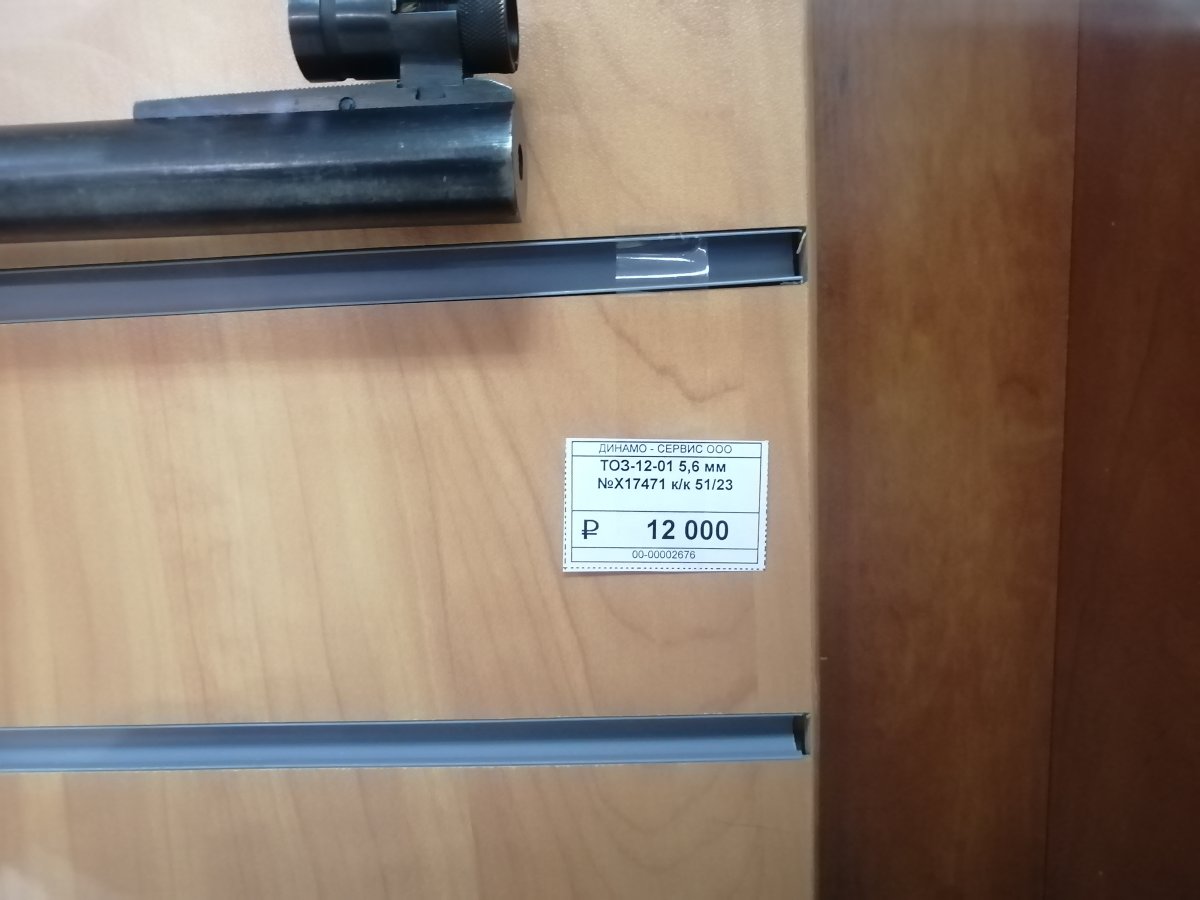 ДИНАМО - СЕРВИС ООО
ТОЗ-12-01 5,6 мм
№Х17471 к/к 51/23
₽ 12 000
00-00002676